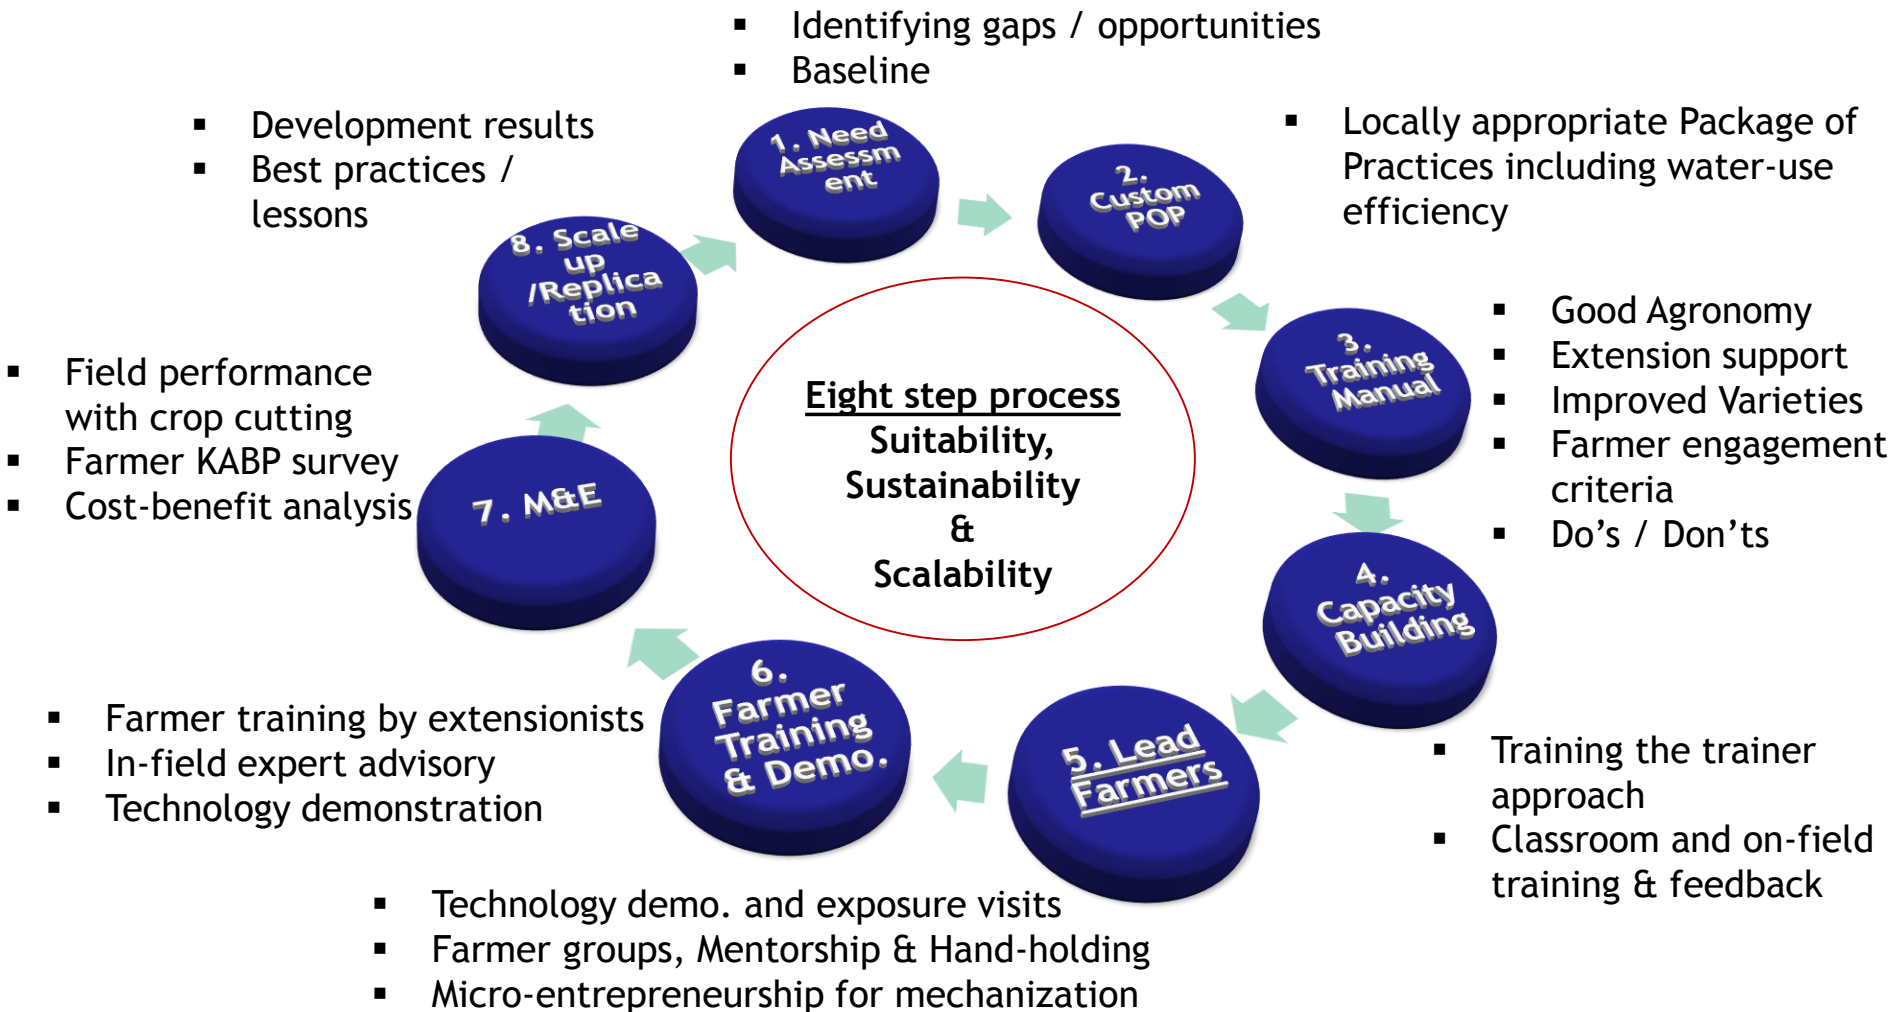 ▪ Identifying gaps / opportunities
▪ Baseline
1. Need
Assessm
ent
▪ Locally appropriate Package of
Practices including water-use
efficiency
2.
Custom
POP
▪ Good Agronomy
▪ Extension support
▪ Improved Varieties
▪ Farmer engagement
criteria
▪ Do’s / Don’ts
3.
Training
Manual
4.
Capacity
Building
▪ Training the trainer
approach
▪ Classroom and on-field
training & feedback
5. Lead
Farmers
▪ Technology demo. and exposure visits
▪ Farmer groups, Mentorship & Hand-holding
▪ Micro-entrepreneurship for mechanization
6.
Farmer
Training
& Demo.
▪ Farmer training by extensionists
▪ In-field expert advisory
▪ Technology demonstration
7. M&E
▪ Field performance
with crop cutting
▪ Farmer KABP survey
▪ Cost-benefit analysis
8. Scale
up
/Replica
tion
▪ Development results
▪ Best practices /
lessons
Eight step process
Suitability,
Sustainability
&
Scalability